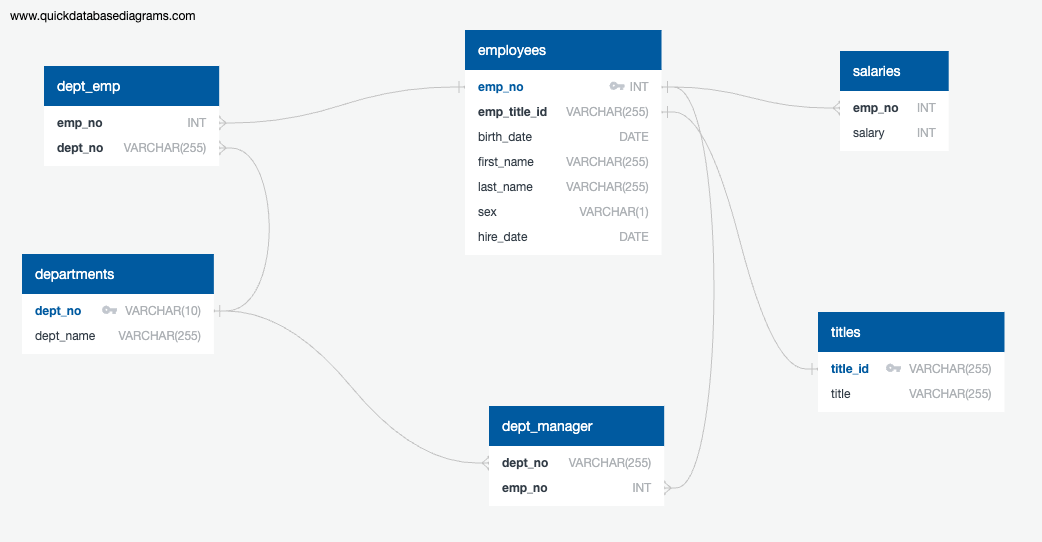 www.quickdatabasediagrams.com
dept_emp
emp_no INT
dept_no VARCHAR(255)
employees
emp_no INT
emp_title_id VARCHAR(255)
birth_date DATE
first_name VARCHAR(255)
last_name VARCHAR(255)
sex VARCHAR(1)
hire_date DATE
salaries
emp_no INT
salary INT
departments
dept_no VARCHAR(10)
dept_name VARCHAR(255)
titles
title_id VARCHAR(255)
title VARCHAR(255)
dept_manager
dept_no VARCHAR(255)
emp_no INT